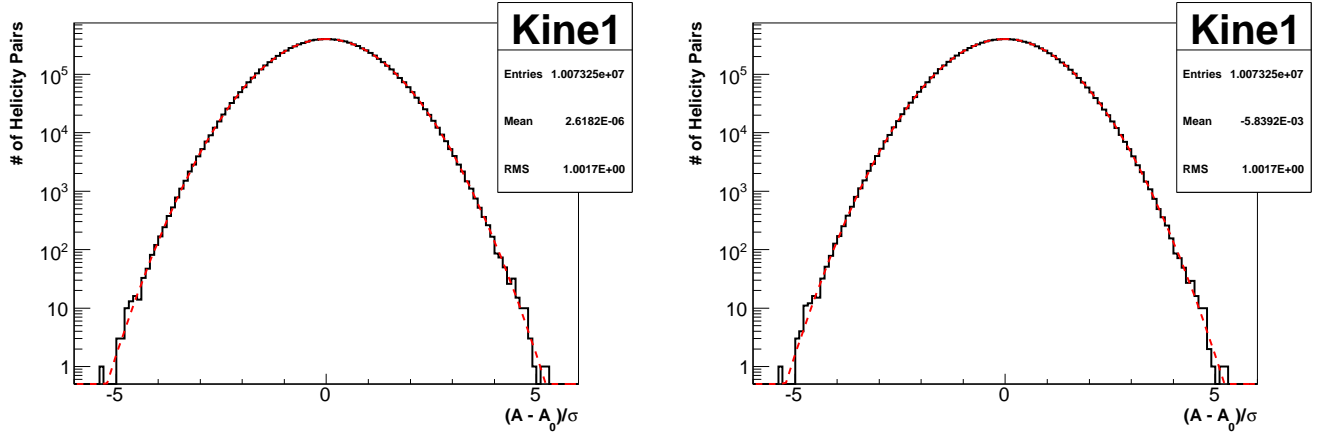 # of Helicity Pairs
10⁵
10⁴
10³
10²
10
1
-5 0 5
(A - A₀)/σ
Kine1
Entries 1.007325e+07
Mean 2.6182E-06
RMS 1.0017E+00
# of Helicity Pairs
10⁵
10⁴
10³
10²
10
1
-5 0 5
(A - A₀)/σ
Kine1
Entries 1.007325e+07
Mean -5.8392E-03
RMS 1.0017E+00